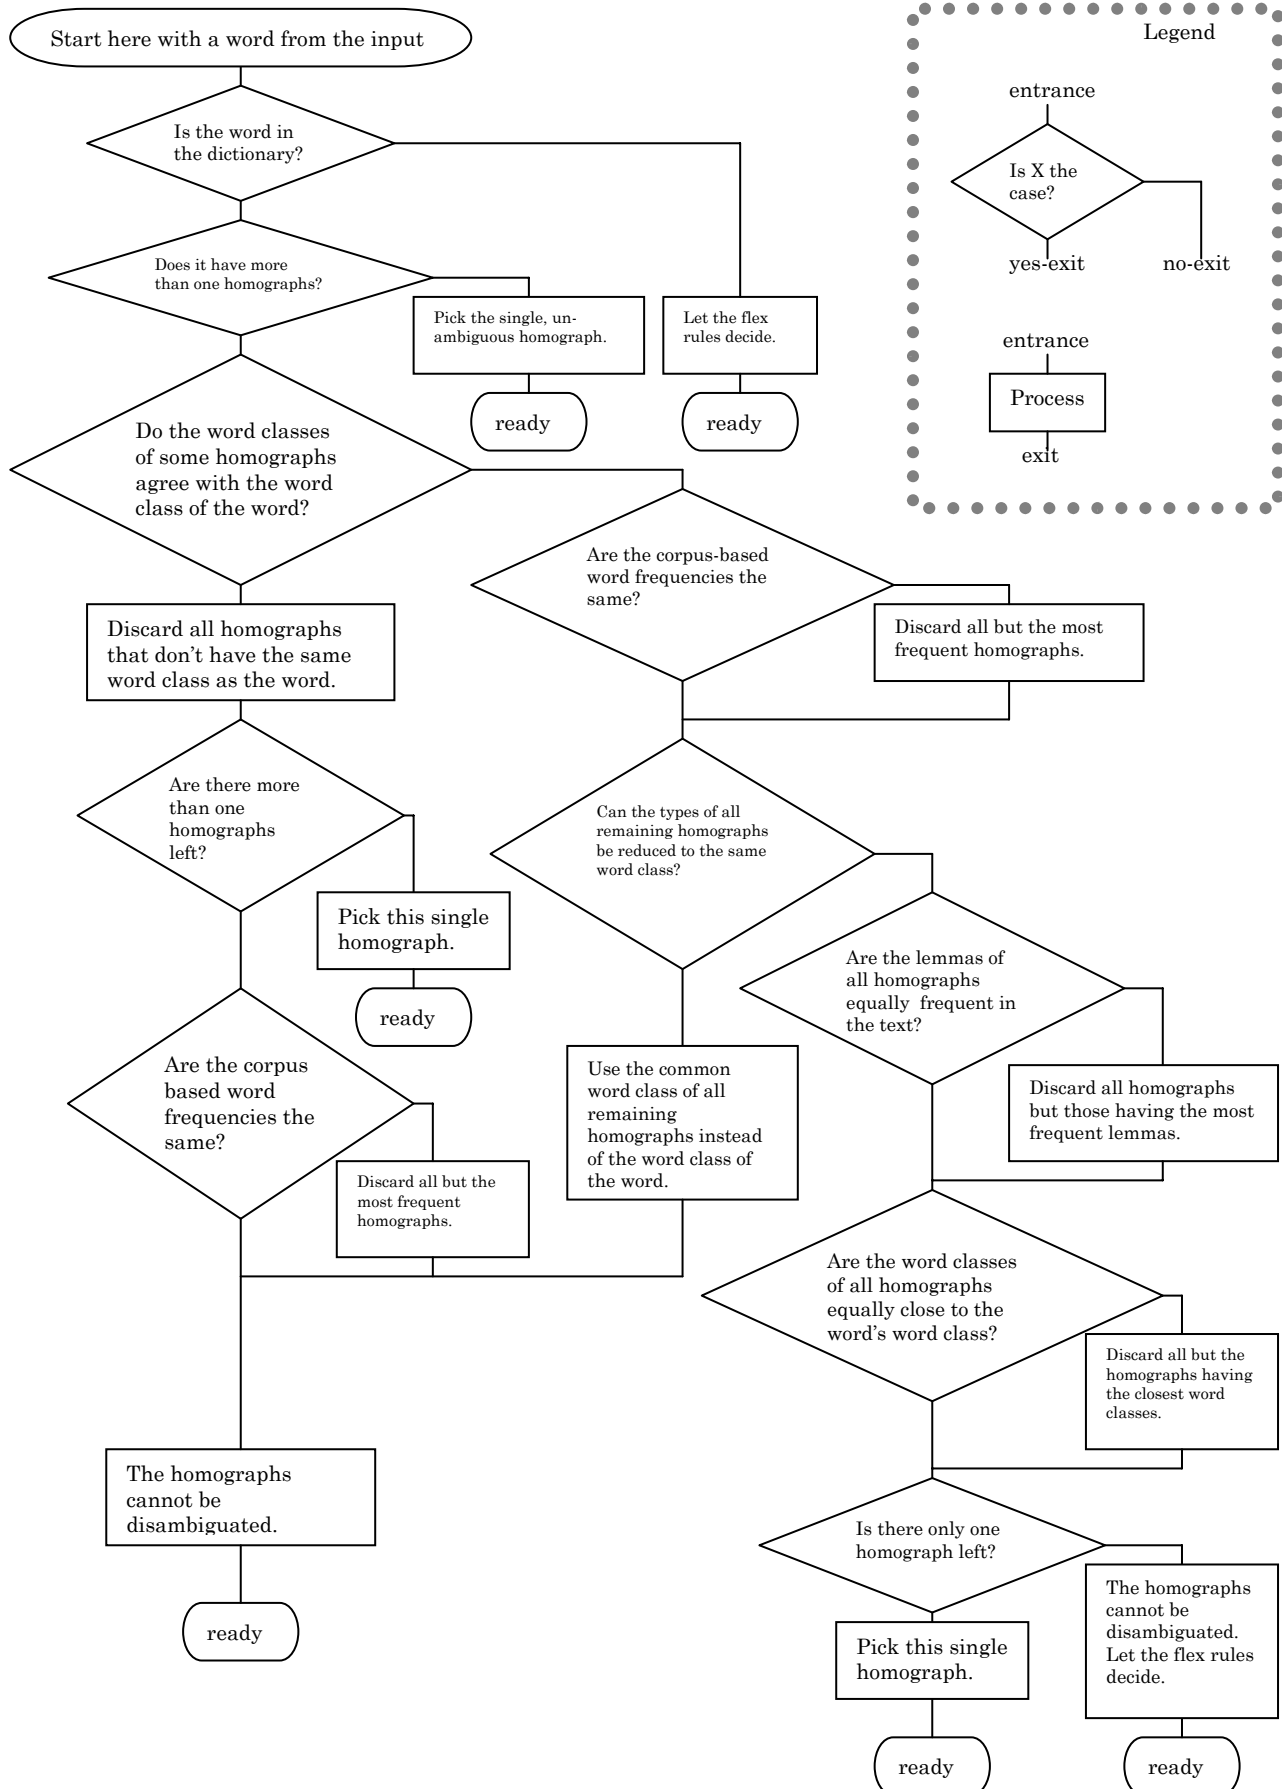 Start here with a word from the input
Is the word in
the dictionary?
Does it have more
than one homographs?
Pick the single, un-
ambiguous homograph.
ready
Let the flex
rules decide.
ready
Legend
entrance
Is X the
case?
yes-exit
no-exit
entrance
Process
exit
Do the word classes
of some homographs
agree with the word
class of the word?
Are the corpus-based
word frequencies the
same?
Discard all but the most
frequent homographs.
Discard all homographs
that don't have the same
word class as the word.
Are there more
than one
homographs
left?
Pick this single
homograph.
ready
Can the types of all
remaining homographs
be reduced to the same
word class?
Are the lemmas of
all homographs
equally frequent in
the text?
Discard all homographs
but those having the most
frequent lemmas.
Are the corpus
based word
frequencies the
same?
Discard all but the
most frequent
homographs.
Use the common
word class of all
remaining
homographs instead
of the word class of
the word.
Are the word classes
of all homographs
equally close to the
word's word class?
Discard all but the
homographs having
the closest word
classes.
The homographs
cannot be
disambiguated.
ready
Is there only one
homograph left?
Pick this single
homograph.
ready
The homographs
cannot be
disambiguated.
Let the flex rules
decide.
ready